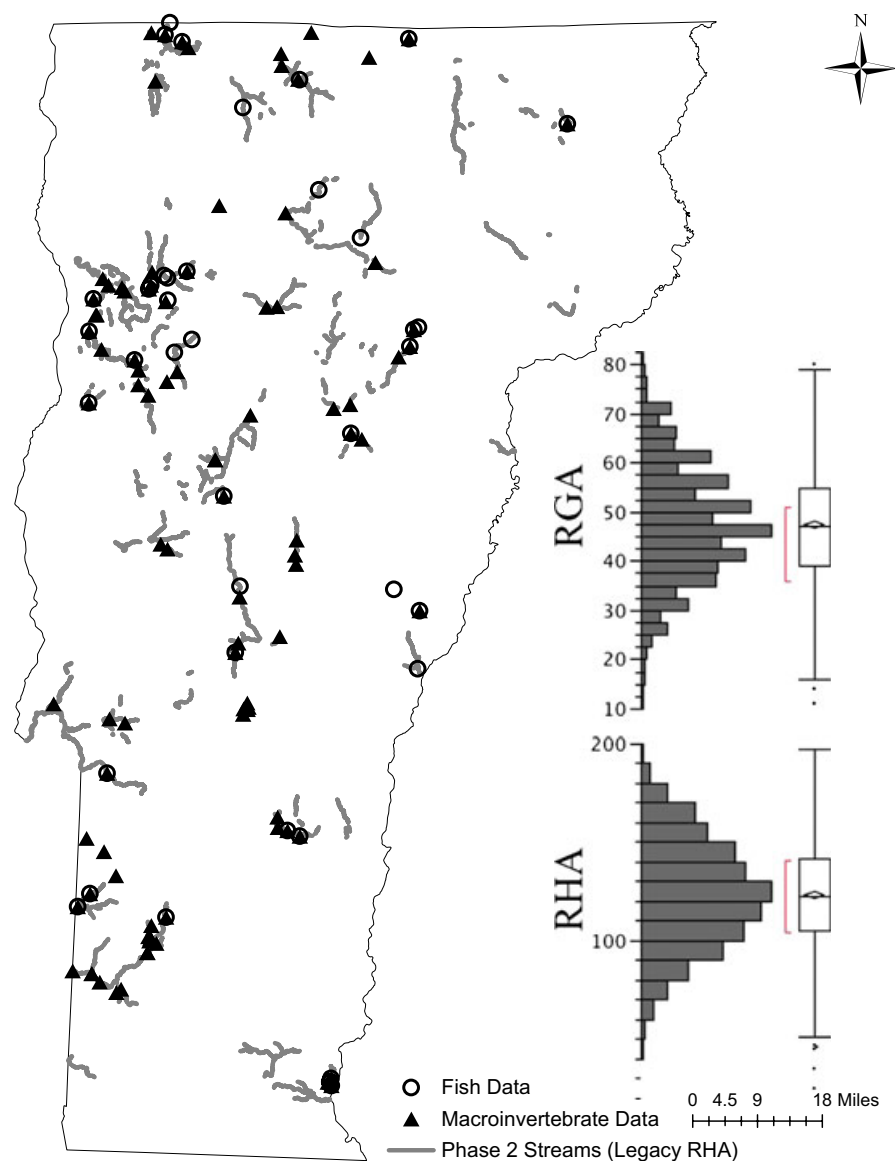 N
RGA
80
70
60
50
40
30
20
10
RHA
200
100
Fish Data
Macroinvertebrate Data
Phase 2 Streams (Legacy RHA)
0 4.5 9 18 Miles